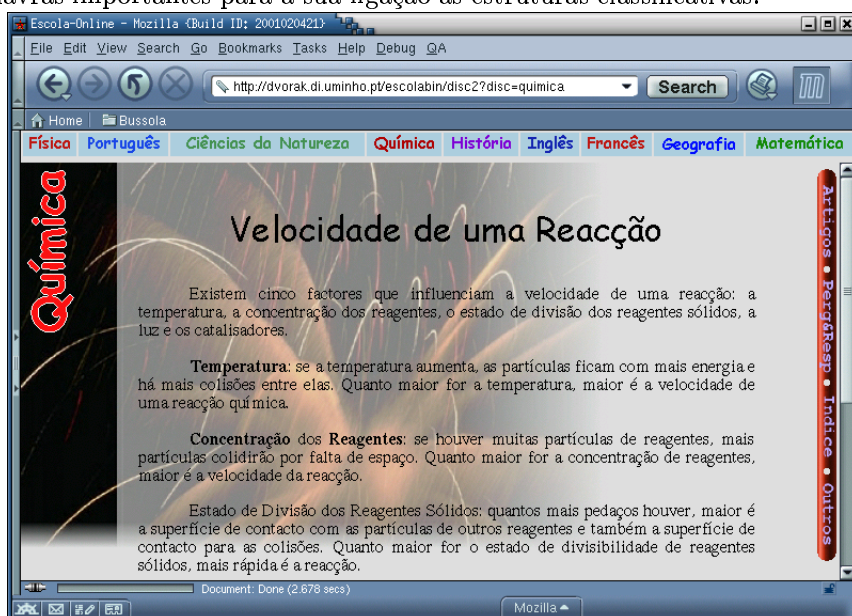 avras importantes para a sua ligação às estruturas classificativas.
Escola-Online - Mozilla {Build ID: 2001020421}
File Edit View Search Go Bookmarks Tasks Help Debug QA
http://dvorak.di.uminho.pt/escolabin/disc2?disc=quimica Search
Home Bussola
Física Português Ciências da Natureza Química História Inglês Francês Geografia Matemática
Química
Velocidade de uma Reacção
Existem cinco factores que influenciam a velocidade de uma reacção: a
temperatura, a concentração dos reagentes, o estado de divisão dos reagentes sólidos, a
luz e os catalisadores.
Temperatura: se a temperatura aumenta, as partículas ficam com mais energia e
há mais colisões entre elas. Quanto maior for a temperatura, maior é a velocidade de
uma reacção química.
Concentração dos Reagentes: se houver muitas partículas de reagentes, mais
partículas colidirão por falta de espaço. Quanto maior for a concentração de reagentes,
maior é a velocidade da reacção.
Estado de Divisão dos Reagentes Sólidos: quantos mais pedaços houver, maior é
a superfície de contacto com as partículas de outros reagentes e também a superfície de
contacto para as colisões. Quanto maior for o estado de divisibilidade de reagentes
sólidos, mais rápida é a reacção.
Artigos • Perg&Resp • Indice • Outros
Document: Done (2.678 secs)
Mozilla